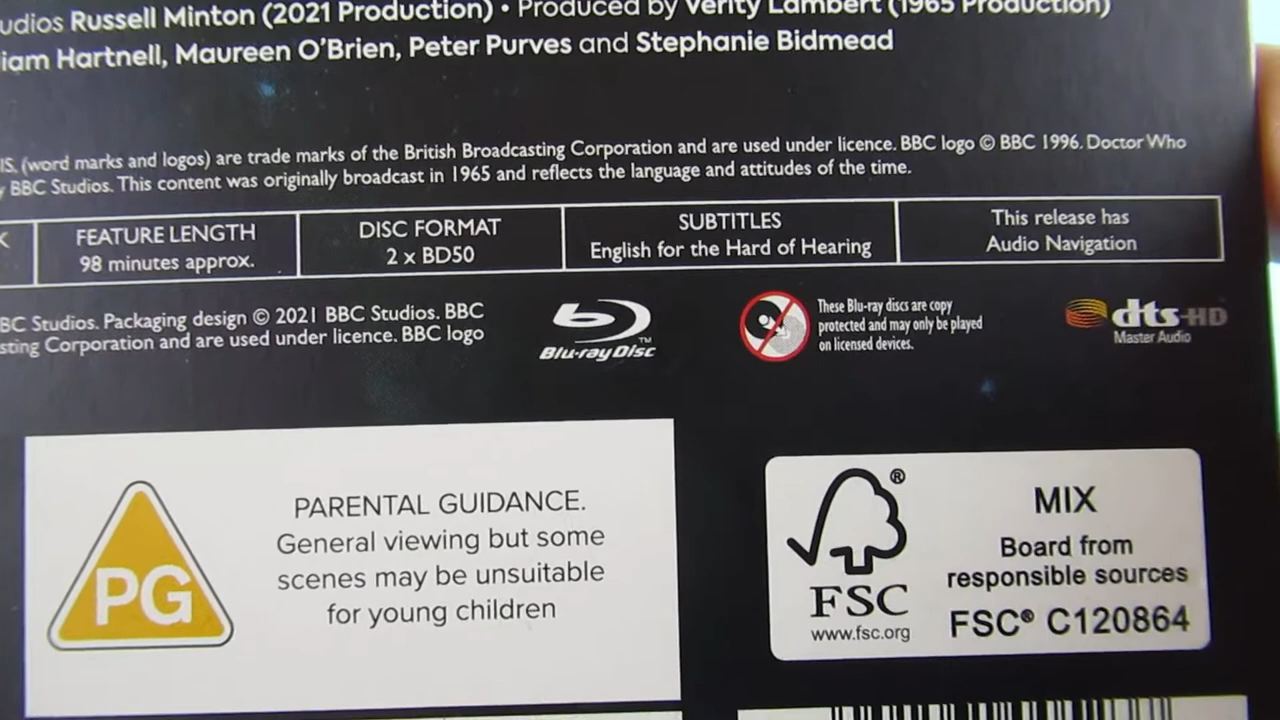 udios Russell Minton (2021 Production) • Produced by Verity Lambert (1965 Production)
iam Hartnell, Maureen O'Brien, Peter Purves and Stephanie Bidmead
IS. (word marks and logos) are trade marks of the British Broadcasting Corporation and are used under licence. BBC logo © BBC 1996. Doctor Who
y BBC Studios. This content was originally broadcast in 1965 and reflects the language and attitudes of the time.
FEATURE LENGTH
98 minutes approx.
DISC FORMAT
2 x BD50
SUBTITLES
English for the Hard of Hearing
This release has
Audio Navigation
BC Studios. Packaging design © 2021 BBC Studios. BBC
sting Corporation and are used under licence. BBC logo
Blu-ray Disc™
These Blu-ray discs are copy
protected and may only be played
on licensed devices.
dts-HD
Master Audio
PG
PARENTAL GUIDANCE.
General viewing but some
scenes may be unsuitable
for young children
®
FSC
www.fsc.org
MIX
Board from
responsible sources
FSC® C120864